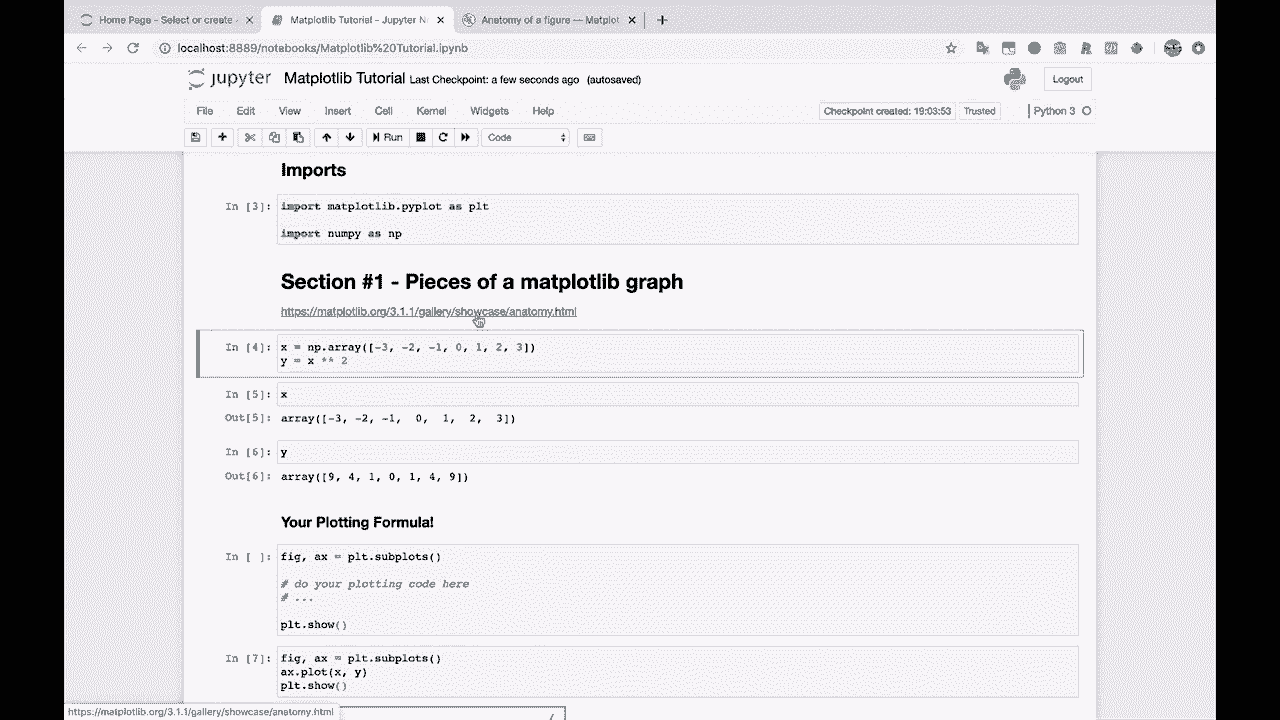 Home Page - Select or create
Matplotlib Tutorial - Jupyter N
Anatomy of a figure — Matplot
localhost:8889/notebooks/Matplotlib%20Tutorial.ipynb
jupyter Matplotlib Tutorial Last Checkpoint: a few seconds ago (autosaved)
Logout
File Edit View Insert Cell Kernel Widgets Help
Checkpoint created: 19:03:53 Trusted Python 3
Run Code
Imports
In [3]: import matplotlib.pyplot as plt
import numpy as np
Section #1 - Pieces of a matplotlib graph
https://matplotlib.org/3.1.1/gallery/showcase/anatomy.html
In [4]: x = np.array([-3, -2, -1, 0, 1, 2, 3])
y = x ** 2
In [5]: x
Out[5]: array([-3, -2, -1, 0, 1, 2, 3])
In [6]: y
Out[6]: array([9, 4, 1, 0, 1, 4, 9])
Your Plotting Formula!
In [ ]: fig, ax = plt.subplots()
# do your plotting code here
# ...
plt.show()
In [7]: fig, ax = plt.subplots()
ax.plot(x, y)
plt.show()
https://matplotlib.org/3.1.1/gallery/showcase/anatomy.html